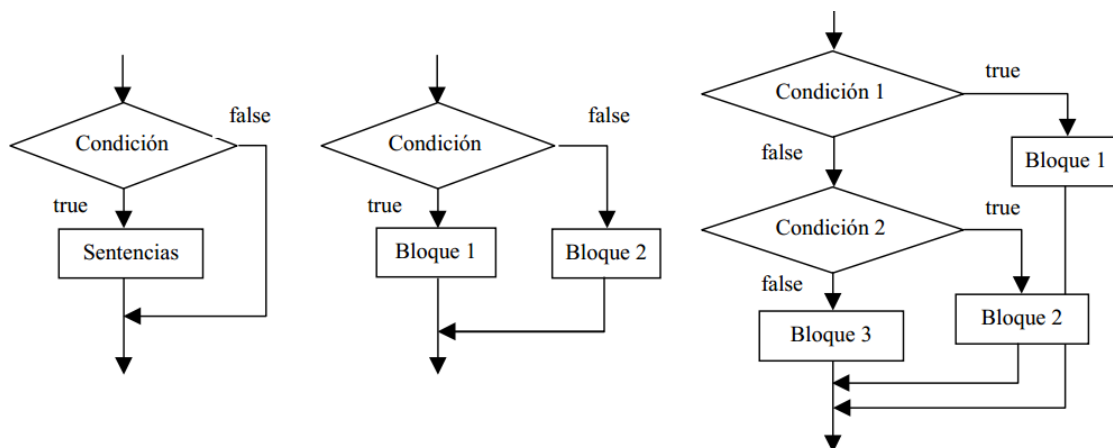 Condición
false
true
Sentencias
Condición
false
true
Bloque 1
Bloque 2
Condición 1
true
false
Bloque 1
Condición 2
true
false
Bloque 2
Bloque 3